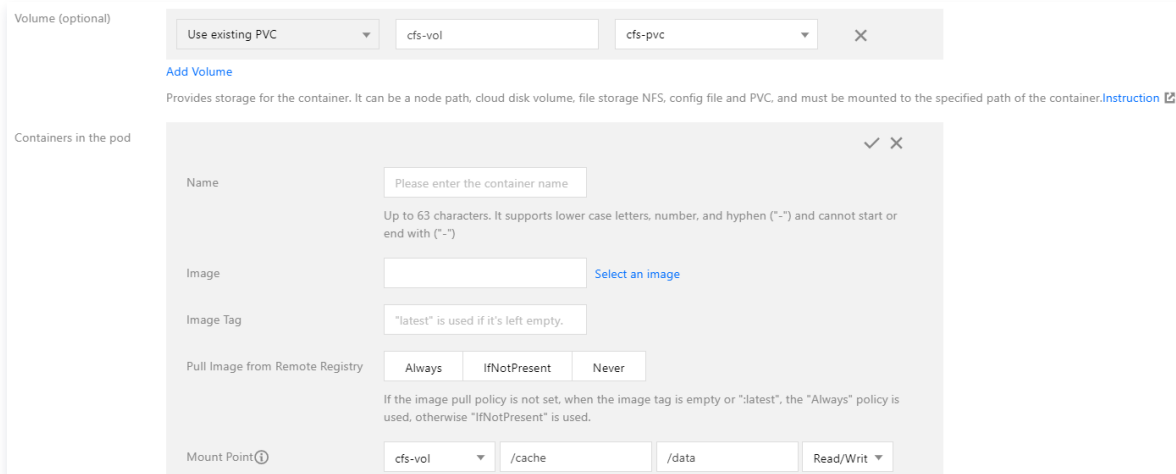 Volume (optional)
Use existing PVC cfs-vol cfs-pvc
Add Volume
Provides storage for the container. It can be a node path, cloud disk volume, file storage NFS, config file and PVC, and must be mounted to the specified path of the container.Instruction
Containers in the pod
Name Please enter the container name
Up to 63 characters. It supports lower case letters, number, and hyphen ("-") and cannot start or
end with ("-")
Image Select an image
Image Tag "latest" is used if it's left empty.
Pull Image from Remote Registry Always IfNotPresent Never
If the image pull policy is not set, when the image tag is empty or ":latest", the "Always" policy is
used, otherwise "IfNotPresent" is used.
Mount Point cfs-vol /cache /data Read/Writ